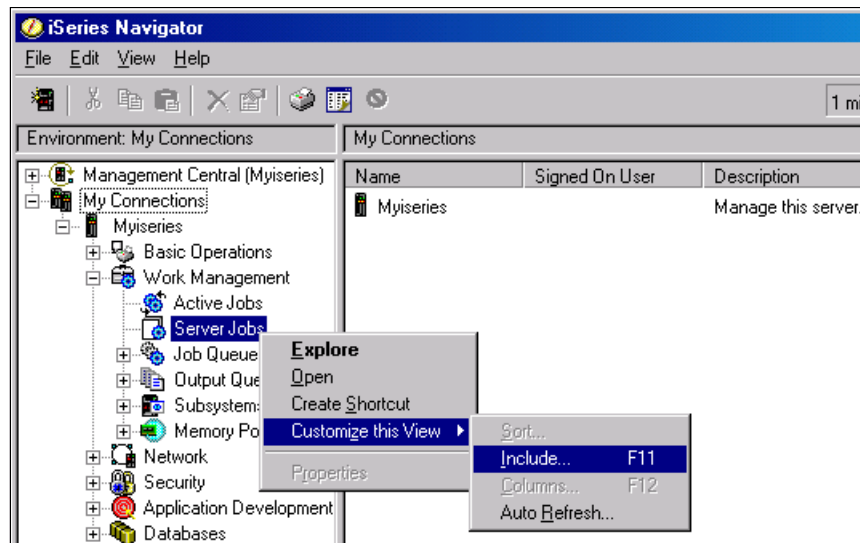 iSeries Navigator
File Edit View Help
1 mi
Environment: My Connections
My Connections
Management Central (Myiseries)
My Connections
Myiseries
Basic Operations
Work Management
Active Jobs
Server Jobs
Job Queue
Output Que
Subsystem
Memory Po
Network
Security
Application Development
Databases
Name Signed On User Description
Myiseries Manage this server.
Explore
Open
Create Shortcut
Customize this View
Properties
Sort...
Include... F11
Columns... F12
Auto Refresh...